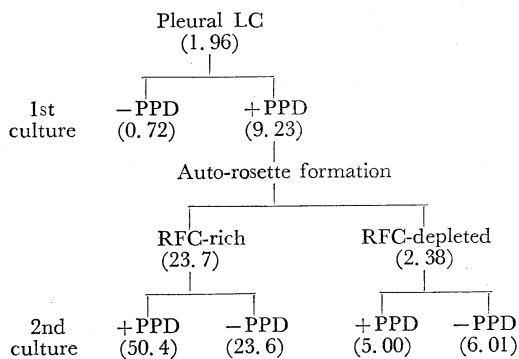 Pleural LC
(1.96)
1st culture
−PPD +PPD
(0.72) (9.23)
Auto-rosette formation
RFC-rich RFC-depleted
(23.7) (2.38)
2nd culture
+PPD −PPD +PPD −PPD
(50.4) (23.6) (5.00) (6.01)